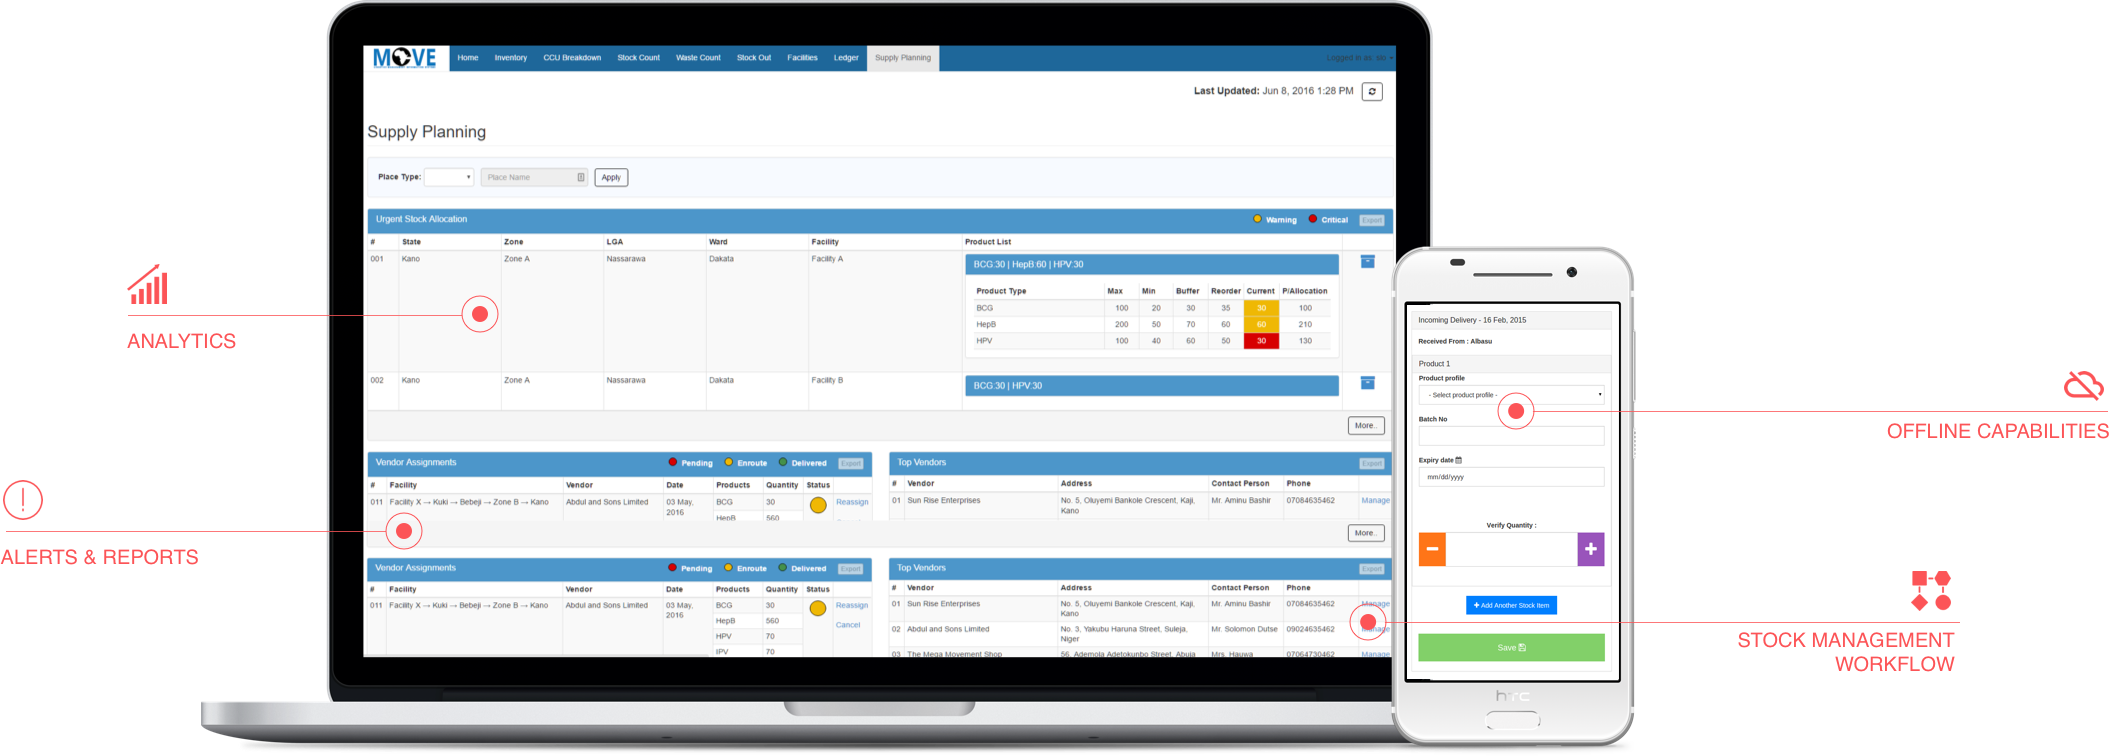 MOVE
Home Inventory CCU Breakdown Stock Count Waste Count Stock Out Facilities Ledger Supply Planning Logged in as:
Last Updated: Jun 8, 2016 1:28 PM
Supply Planning
Place Type: Place Name Apply
Urgent Stock Allocation Warning Critical Export
# State Zone LGA Ward Facility Product List
001 Kano Zone A Nassarawa Dakata Facility A
BCG:30 | HepB:60 | HPV:30
Product Type Max Min Buffer Reorder Current P/Allocation
BCG 100 20 30 35 30 100
HepB 200 50 70 60 60 210
HPV 100 40 60 50 30 130
002 Kano Zone A Nassarawa Dakata Facility B
BCG:30 | HPV:30
More..
Vendor Assignments Pending Enroute Delivered Export
# Facility Vendor Date Products Quantity Status
011 Facility X → Kuki → Bebeji → Zone B → Kano Abdul and Sons Limited 03 May, 2016 BCG 30 Reassign
HepB 560
Top Vendors Export
# Vendor Address Contact Person Phone
01 Sun Rise Enterprises No. 5, Oluyemi Bankole Crescent, Kaji, Kano Mr. Aminu Bashir 07084635462 Manage
More..
Vendor Assignments Pending Enroute Delivered Export
# Facility Vendor Date Products Quantity Status
011 Facility X → Kuki → Bebeji → Zone B → Kano Abdul and Sons Limited 03 May, 2016 BCG 30 Reassign
HepB 560 Cancel
HPV 70
IPV 70
Top Vendors Export
# Vendor Address Contact Person Phone
01 Sun Rise Enterprises No. 5, Oluyemi Bankole Crescent, Kaji, Kano Mr. Aminu Bashir 07084635462 Manage
02 Abdul and Sons Limited No. 3, Yakubu Haruna Street, Suleja, Niger Mr. Solomon Dutse 09024635462 Manage
03 The Mega Movement Shop 56, Ademola Adetokunbo Street, Abuja Mrs. Hauwa 07064730462 Manage
Incoming Delivery - 16 Feb, 2015
Received From : Albasu
Product 1
Product profile
- Select product profile -
Batch No
Expiry date
mm/dd/yyyy
Verify Quantity :
+ Add Another Stock Item
Save
htc
ANALYTICS
ALERTS & REPORTS
OFFLINE CAPABILITIES
STOCK MANAGEMENT
WORKFLOW